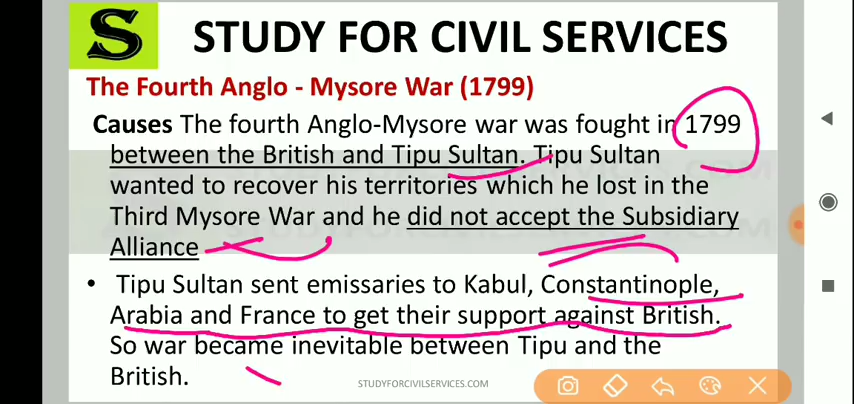 S STUDY FOR CIVIL SERVICES
The Fourth Anglo - Mysore War (1799)
Causes The fourth Anglo-Mysore war was fought in 1799
between the British and Tipu Sultan. Tipu Sultan
wanted to recover his territories which he lost in the
Third Mysore War and he did not accept the Subsidiary
Alliance
• Tipu Sultan sent emissaries to Kabul, Constantinople,
Arabia and France to get their support against British.
So war became inevitable between Tipu and the
British.
STUDYFORCIVILSERVICES.COM